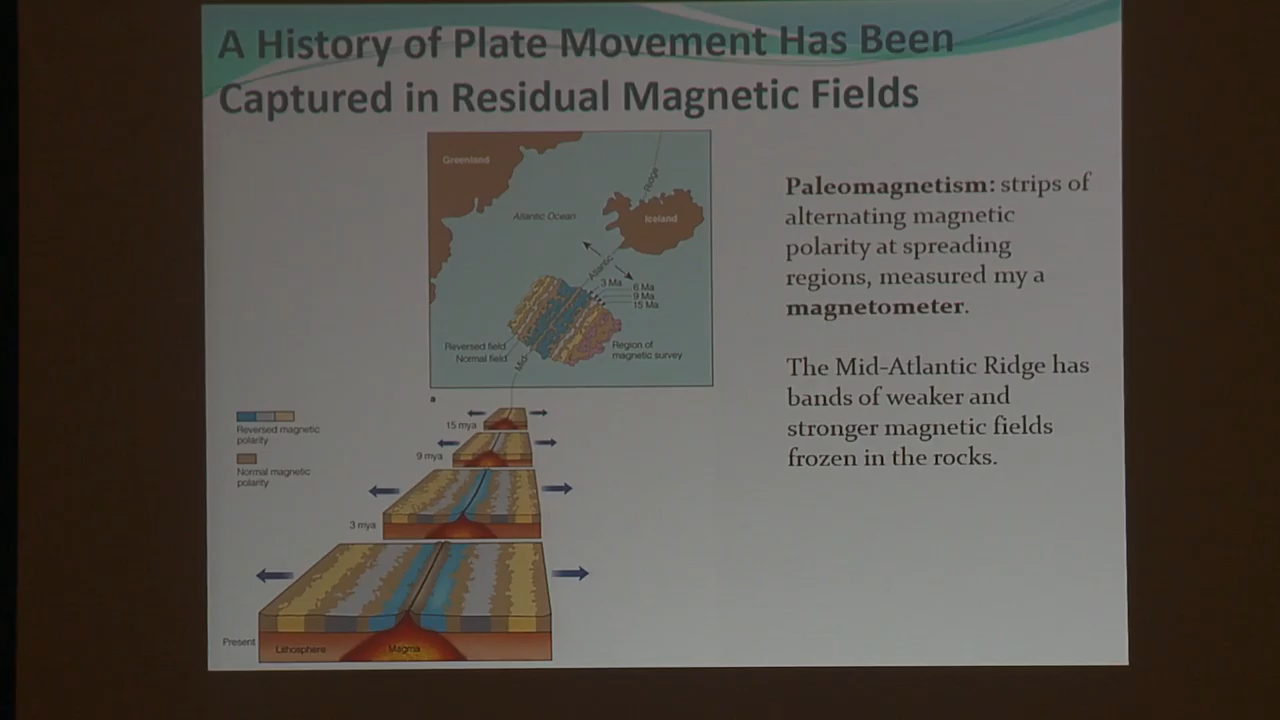 A History of Plate Movement Has Been
Captured in Residual Magnetic Fields
Greenland
Ridge
Atlantic Ocean
Iceland
Atlantic
3 Ma
6 Ma
9 Ma
15 Ma
Reversed field
Normal field
Mid-
Region of
magnetic survey
a
Paleomagnetism: strips of
alternating magnetic
polarity at spreading
regions, measured my a
magnetometer.
The Mid-Atlantic Ridge has
bands of weaker and
stronger magnetic fields
frozen in the rocks.
Reversed magnetic
polarity
Normal magnetic
polarity
15 mya
9 mya
3 mya
Present
Lithosphere
Magma